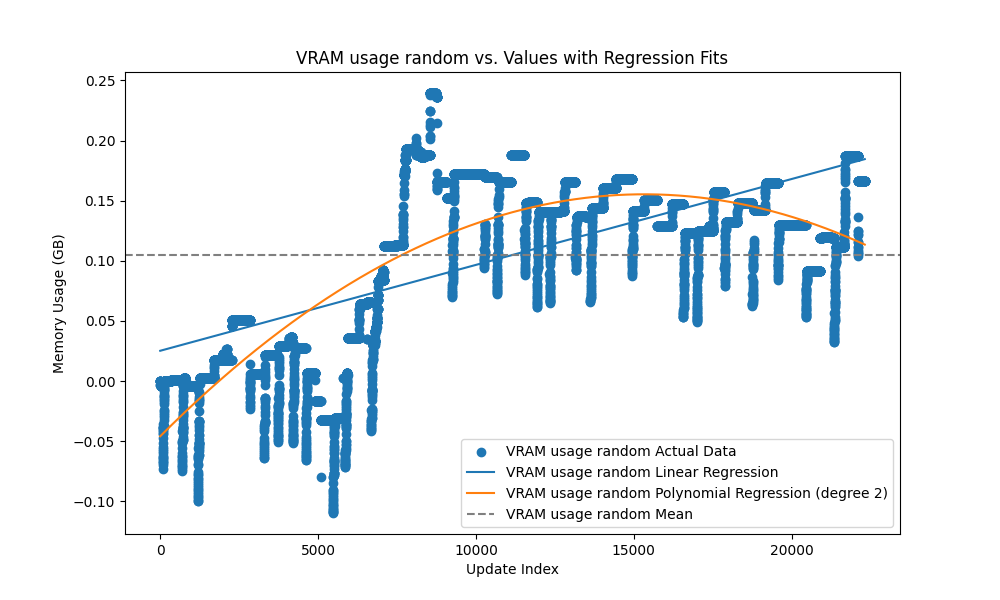 VRAM usage random vs. Values with Regression Fits
Memory Usage (GB)
0.25
0.20
0.15
0.10
0.05
0.00
−0.05
−0.10
VRAM usage random Actual Data
VRAM usage random Linear Regression
VRAM usage random Polynomial Regression (degree 2)
VRAM usage random Mean
0 5000 10000 15000 20000
Update Index